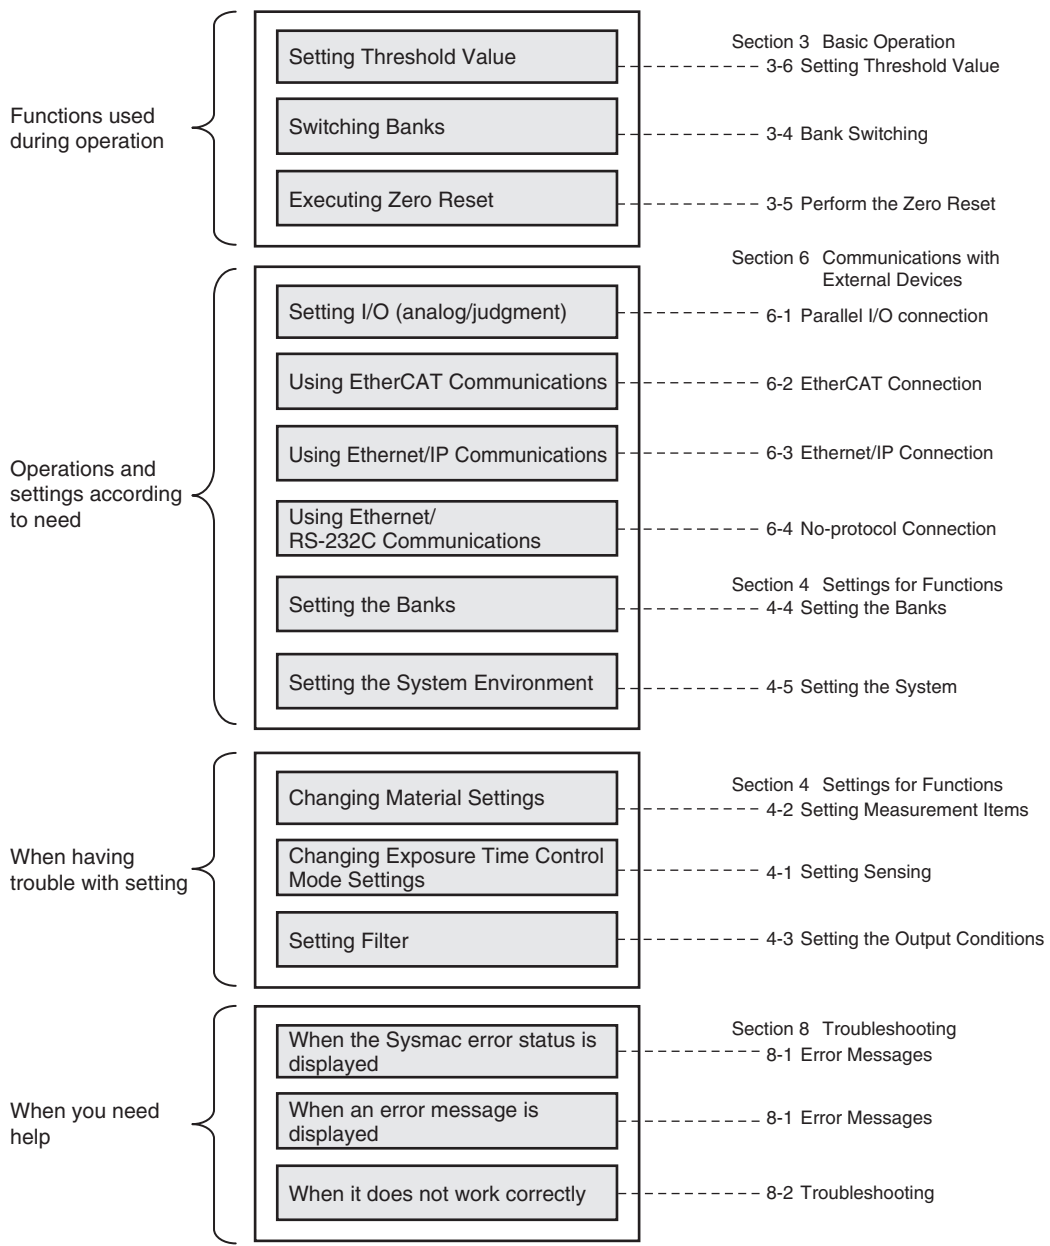 Setting Threshold Value
Section 3 Basic Operation
3-6 Setting Threshold Value
Functions used
during operation
Switching Banks
3-4 Bank Switching
Executing Zero Reset
3-5 Perform the Zero Reset
Section 6 Communications with
External Devices
Setting I/O (analog/judgment)
6-1 Parallel I/O connection
Using EtherCAT Communications
6-2 EtherCAT Connection
Operations and
settings according
to need
Using Ethernet/IP Communications
6-3 Ethernet/IP Connection
Using Ethernet/
RS-232C Communications
6-4 No-protocol Connection
Section 4 Settings for Functions
Setting the Banks
4-4 Setting the Banks
Setting the System Environment
4-5 Setting the System
Section 4 Settings for Functions
Changing Material Settings
4-2 Setting Measurement Items
When having
trouble with setting
Changing Exposure Time Control
Mode Settings
4-1 Setting Sensing
Setting Filter
4-3 Setting the Output Conditions
Section 8 Troubleshooting
When the Sysmac error status is
displayed
8-1 Error Messages
When you need
help
When an error message is
displayed
8-1 Error Messages
When it does not work correctly
8-2 Troubleshooting